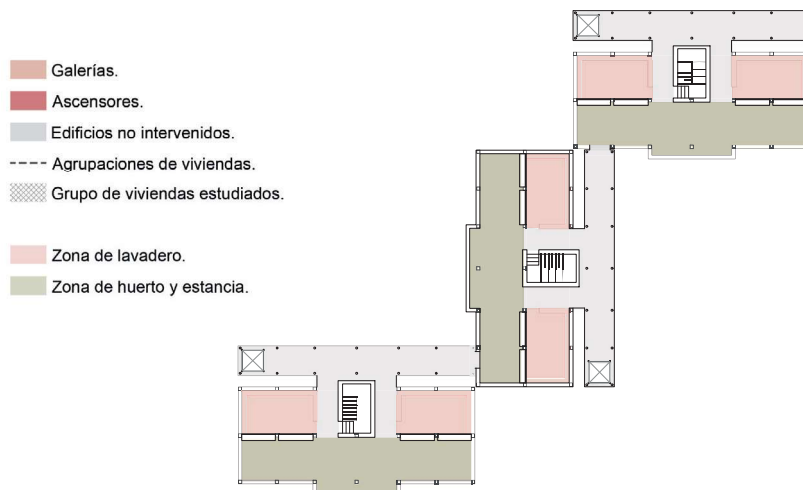 Galerías.
Ascensores.
Edificios no intervenidos.
Agrupaciones de viviendas.
Grupo de viviendas estudiados.
Zona de lavadero.
Zona de huerto y estancia.